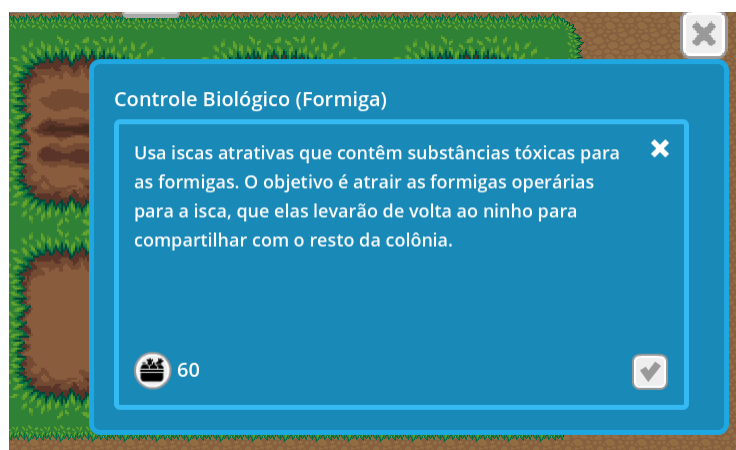 Controle Biológico (Formiga)
Usa iscas atrativas que contêm substâncias tóxicas para
as formigas. O objetivo é atrair as formigas operárias
para a isca, que elas levarão de volta ao ninho para
compartilhar com o resto da colônia.
60